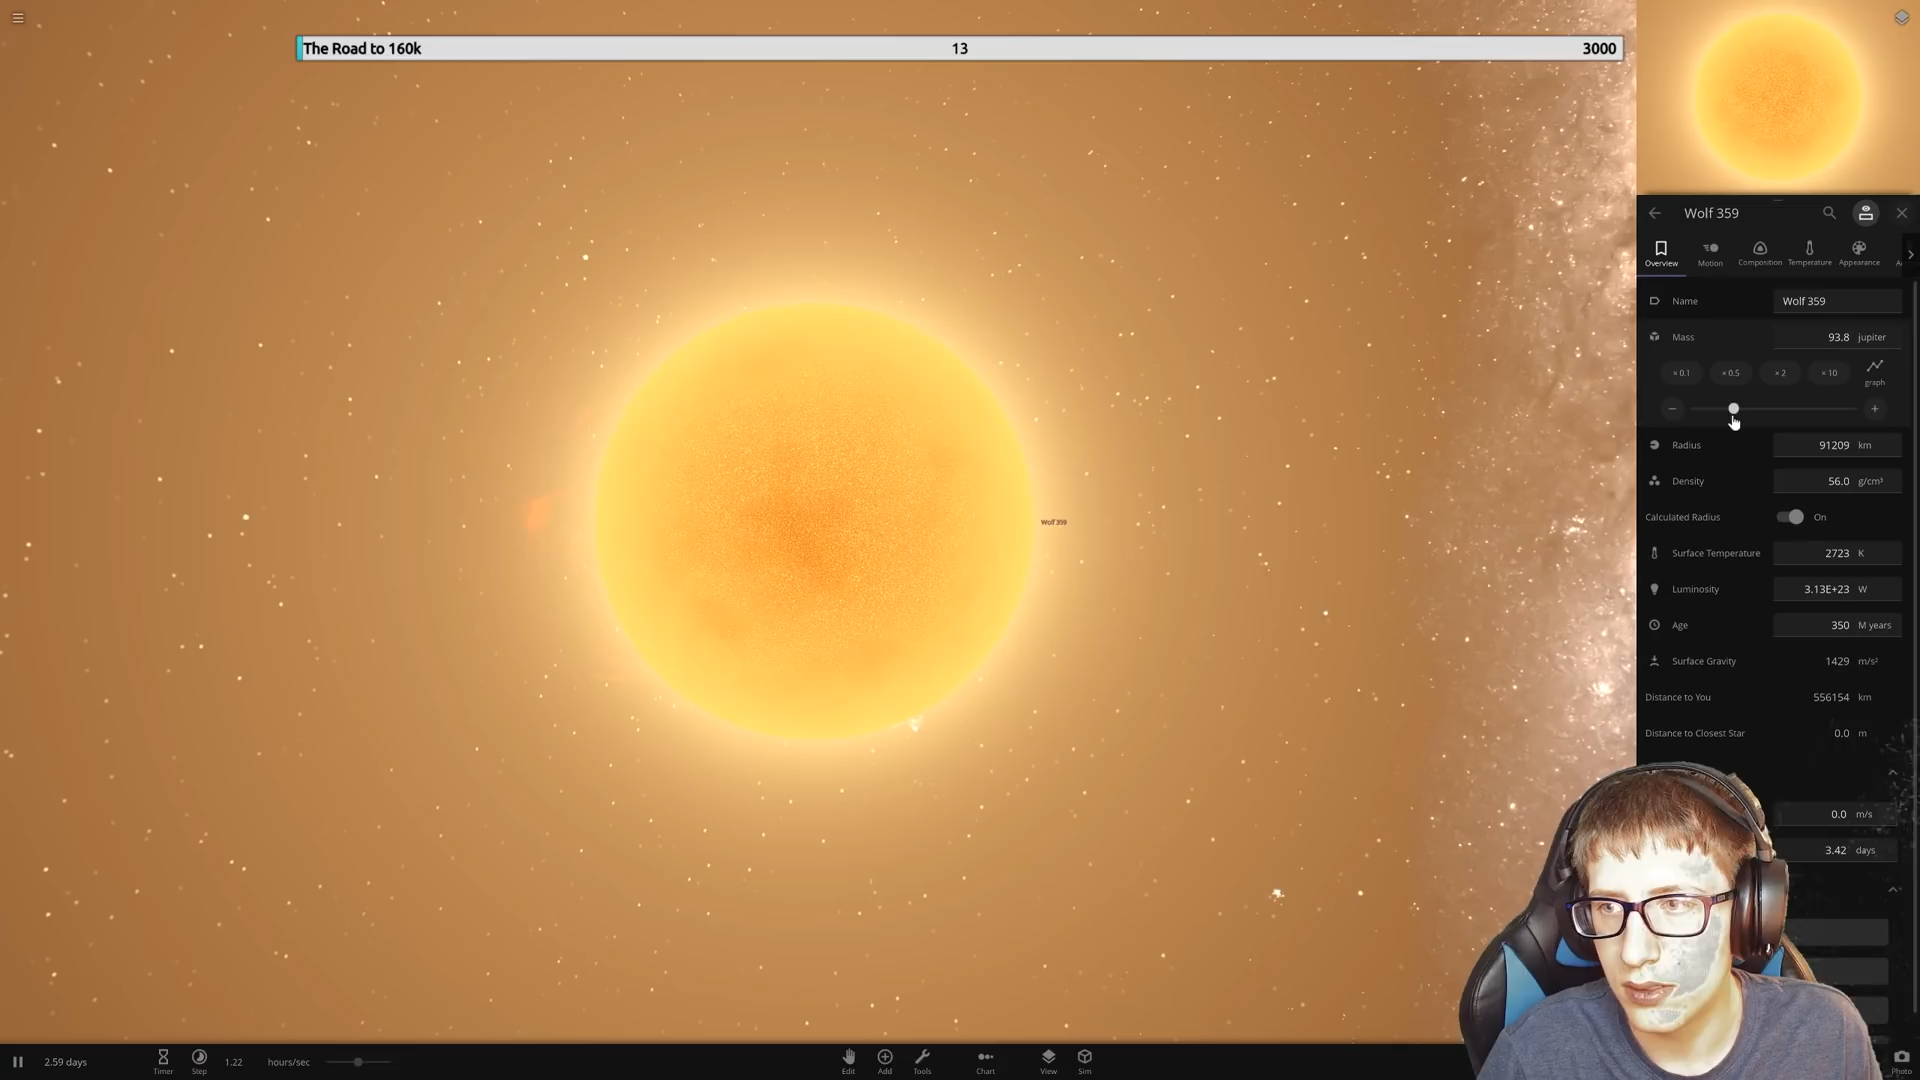 The Road to 160k 13 3000
Wolf 359
Overview Motion Composition Temperature Appearance
Name Wolf 359
Mass 93.8 jupiter
× 0.1 × 0.5 × 2 × 10 graph
Radius 91209 km
Density 56.0 g/cm³
Calculated Radius On
Wolf 359
Surface Temperature 2723 K
Luminosity 3.13E+23 W
Age 350 M years
Surface Gravity 1429 m/s²
Distance to You 556154 km
Distance to Closest Star 0.0 m
0.0 m/s
3.42 days
2.59 days Timer Step 1.22 hours/sec Edit Add Tools Chart View Sim Photo